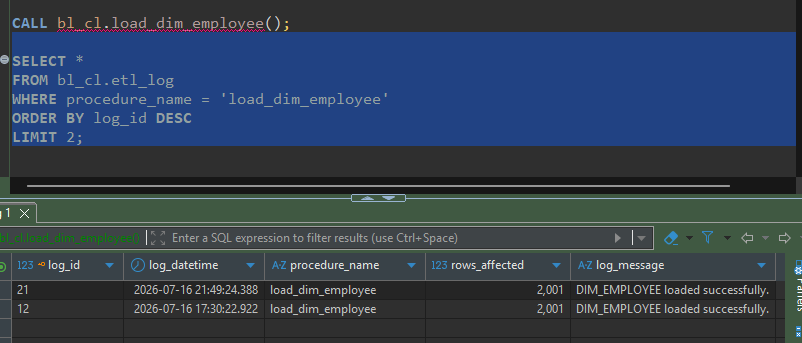 CALL bl_cl.load_dim_employee();
SELECT *
FROM bl_cl.etl_log
WHERE procedure_name = 'load_dim_employee'
ORDER BY log_id DESC
LIMIT 2;
1
bl_cl.load_dim_employee() Enter a SQL expression to filter results (use Ctrl+Space)
123 log_id log_datetime A-Z procedure_name 123 rows_affected A-Z log_message
21 2026-07-16 21:49:24.388 load_dim_employee 2,001 DIM_EMPLOYEE loaded successfully.
12 2026-07-16 17:30:22.922 load_dim_employee 2,001 DIM_EMPLOYEE loaded successfully.